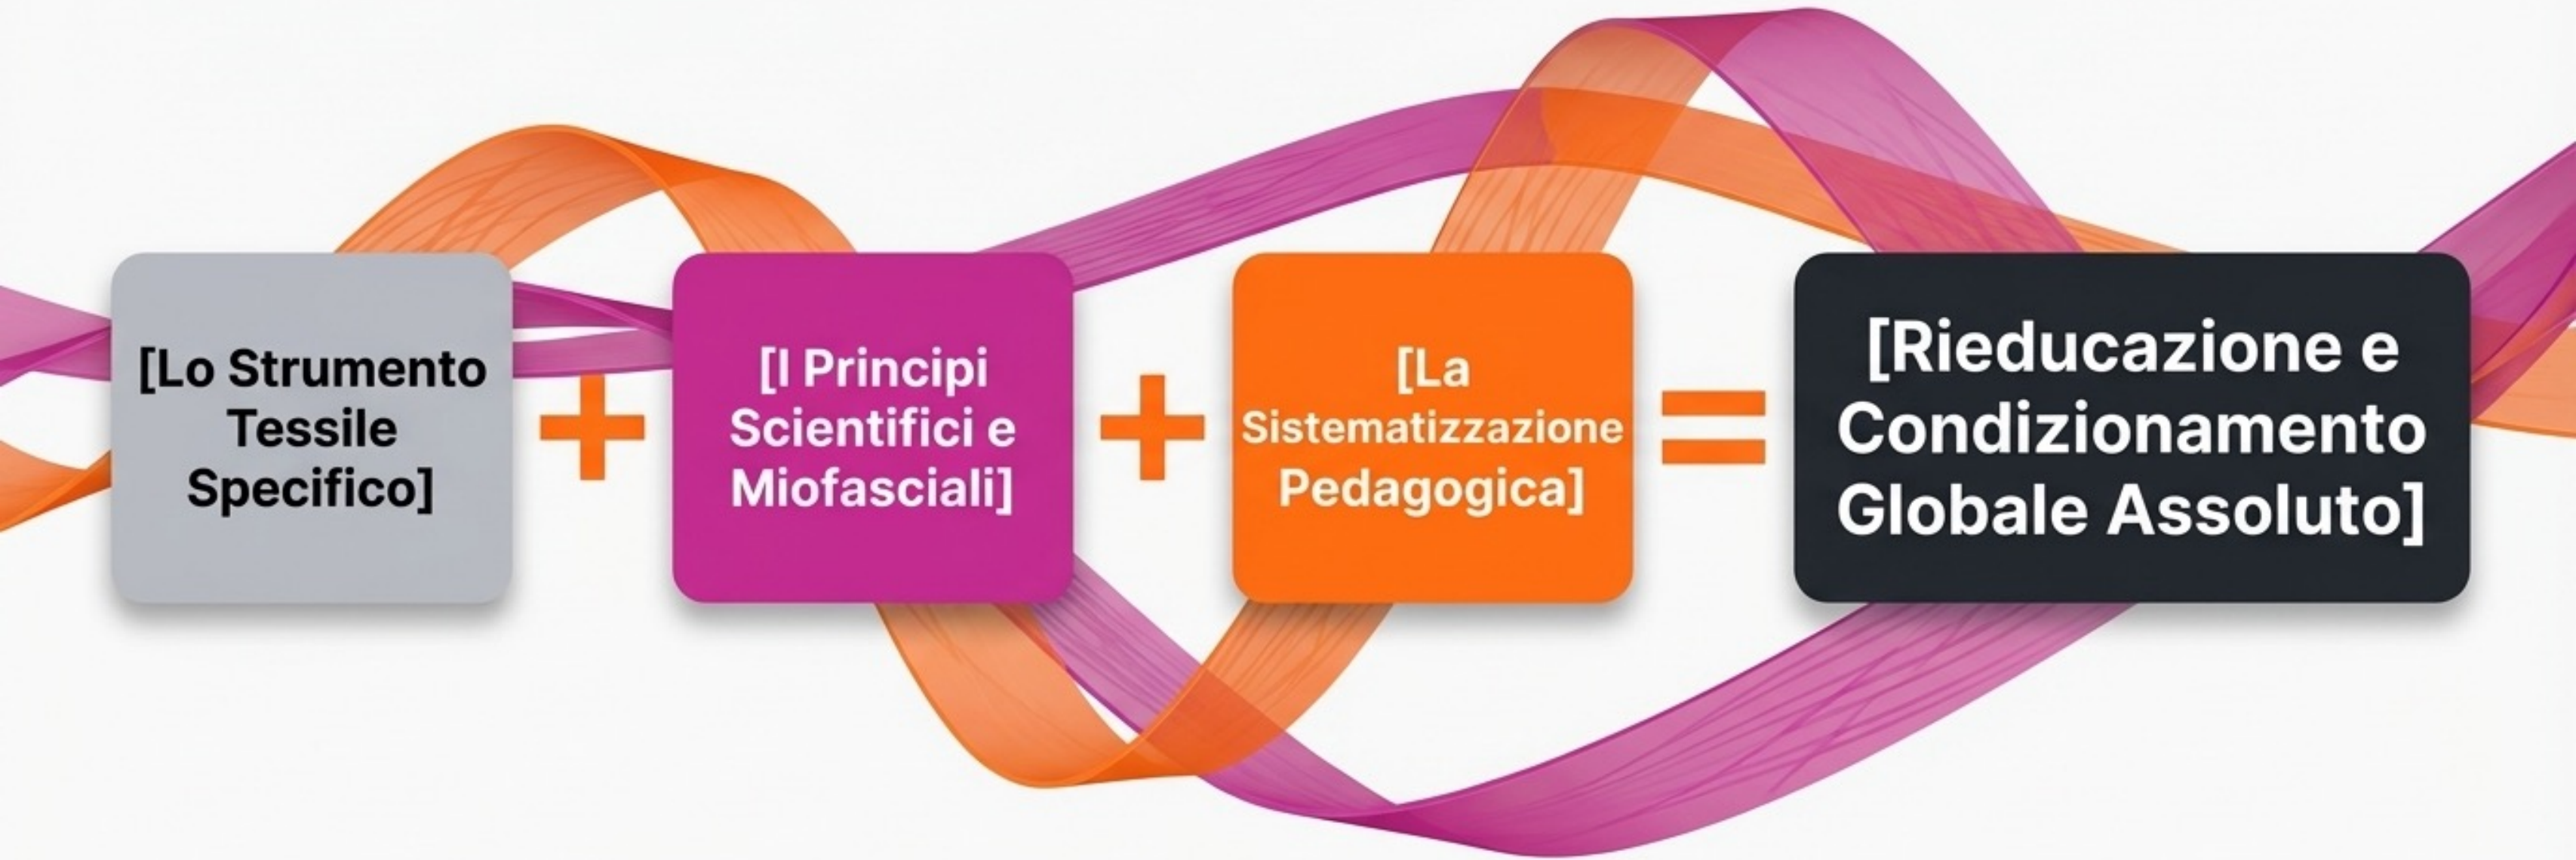 [Lo Strumento
Tessile
Specifico]
+
[I Principi
Scientifici e
Miofasciali]
+
[La
Sistematizzazione
Pedagogica]
=
[Rieducazione e
Condizionamento
Globale Assoluto]